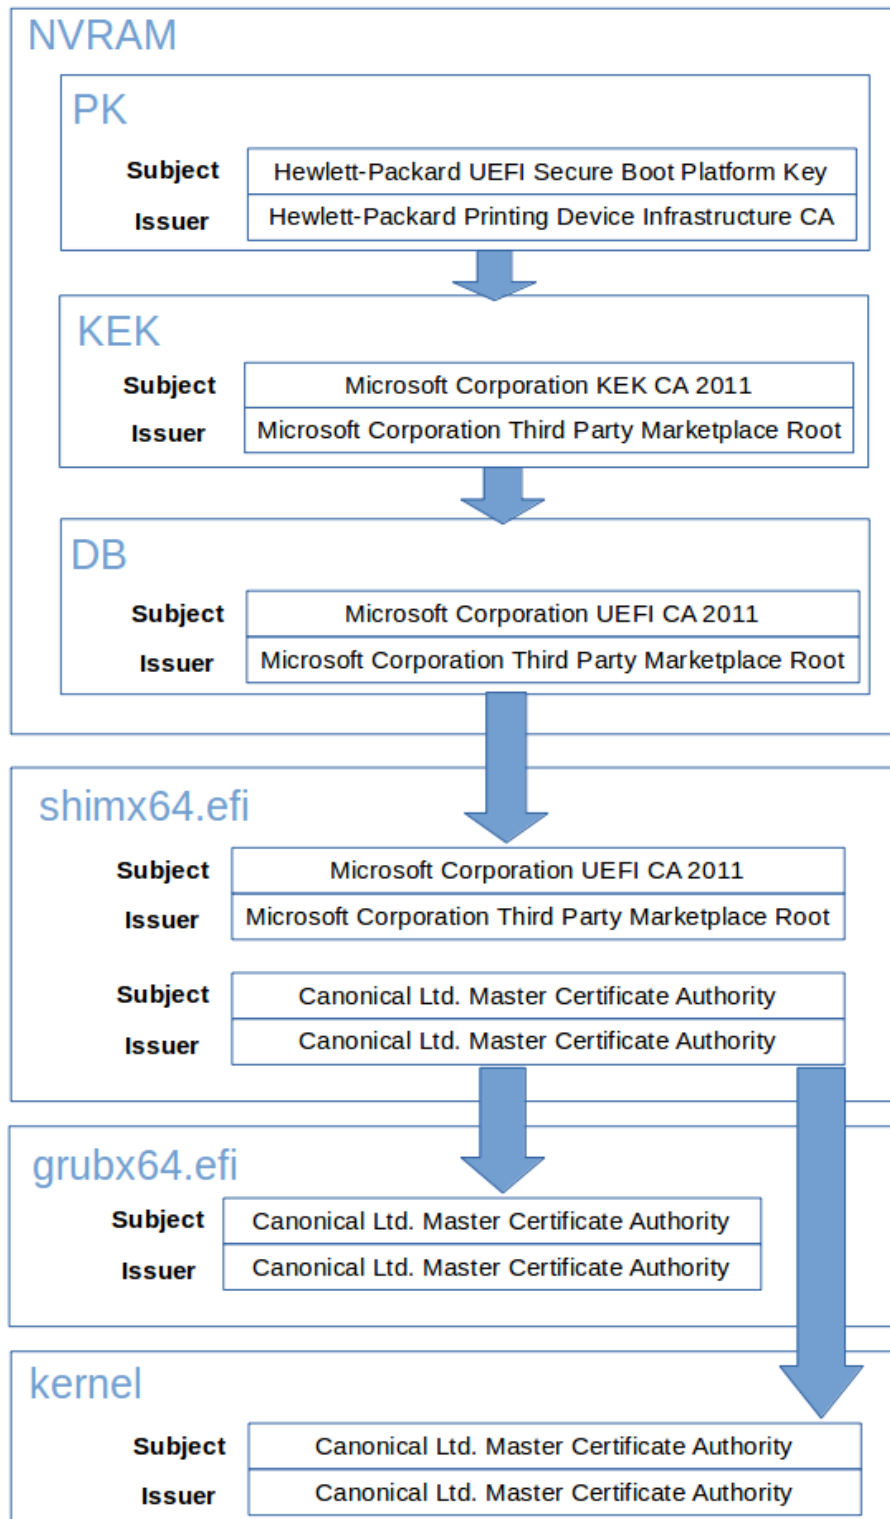 NVRAM
PK
Subject Hewlett-Packard UEFI Secure Boot Platform Key
Issuer Hewlett-Packard Printing Device Infrastructure CA
KEK
Subject Microsoft Corporation KEK CA 2011
Issuer Microsoft Corporation Third Party Marketplace Root
DB
Subject Microsoft Corporation UEFI CA 2011
Issuer Microsoft Corporation Third Party Marketplace Root
shimx64.efi
Subject Microsoft Corporation UEFI CA 2011
Issuer Microsoft Corporation Third Party Marketplace Root
Subject Canonical Ltd. Master Certificate Authority
Issuer Canonical Ltd. Master Certificate Authority
grubx64.efi
Subject Canonical Ltd. Master Certificate Authority
Issuer Canonical Ltd. Master Certificate Authority
kernel
Subject Canonical Ltd. Master Certificate Authority
Issuer Canonical Ltd. Master Certificate Authority